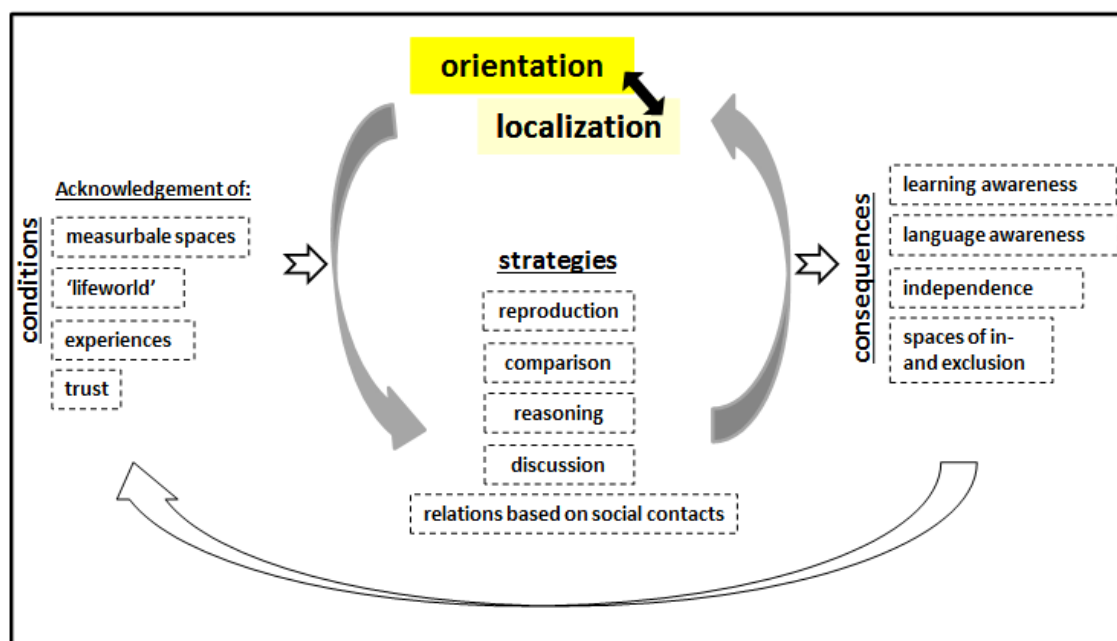 orientation
localization
conditions
Acknowledgement of:
measurbale spaces
‘lifeworld’
experiences
trust
strategies
reproduction
comparison
reasoning
discussion
relations based on social contacts
consequences
learning awareness
language awareness
independence
spaces of in-
and exclusion